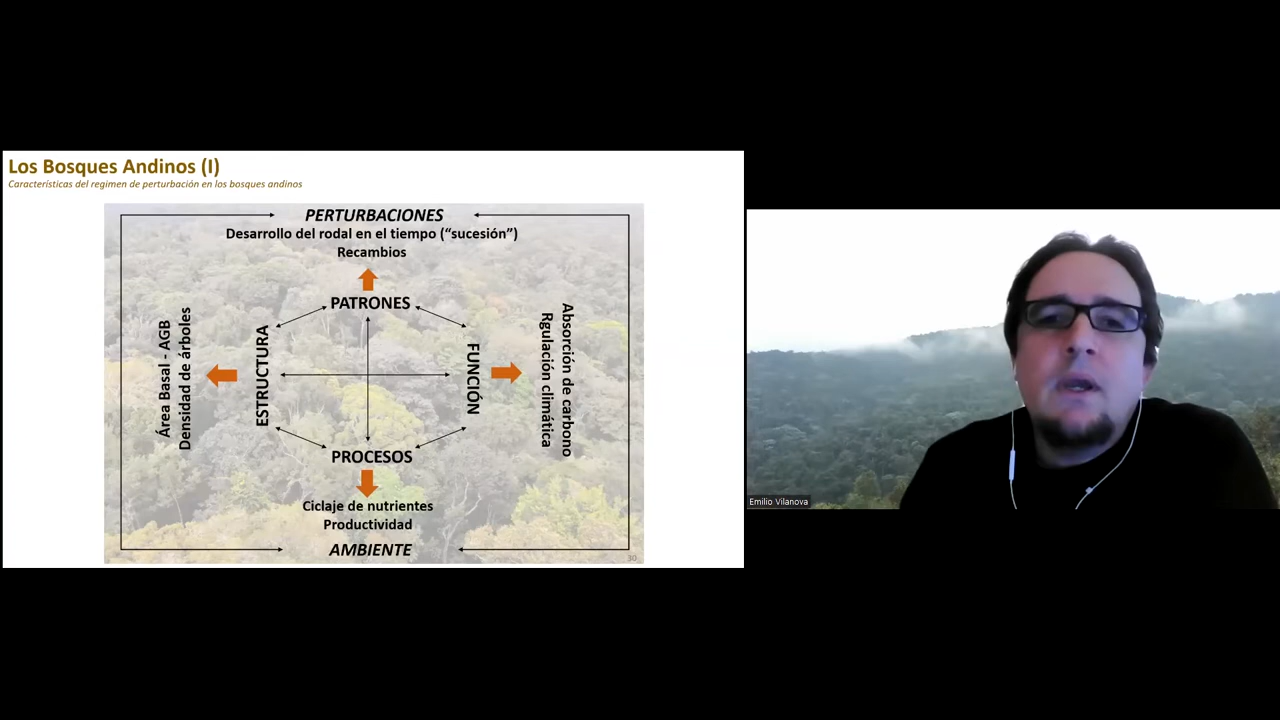 Los Bosques Andinos (I)
Características del regimen de perturbación en los bosques andinos
PERTURBACIONES
Desarrollo del rodal en el tiempo (“sucesión”)
Recambios
PATRONES
Área Basal - AGB
Densidad de árboles
ESTRUCTURA
FUNCIÓN
Absorción de carbono
Rgulación climática
PROCESOS
Ciclaje de nutrientes
Productividad
AMBIENTE
30
Emilio Vilanova